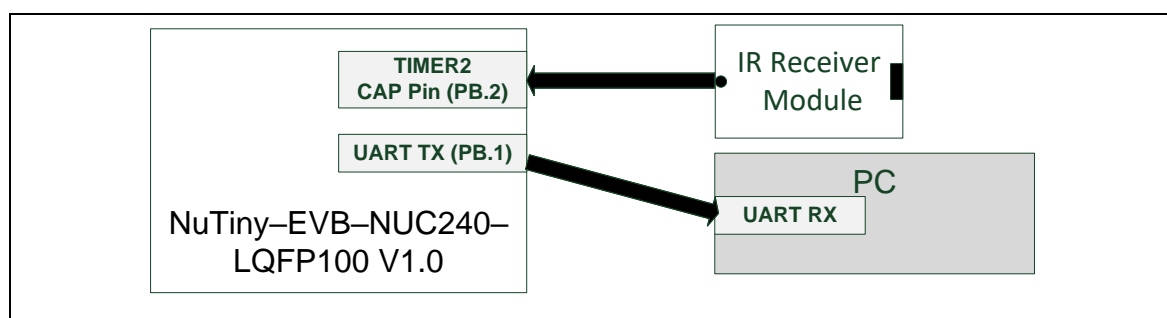 TIMER2
CAP Pin (PB.2)
UART TX (PB.1)
NuTiny–EVB–NUC240–
LQFP100 V1.0
IR Receiver
Module
PC
UART RX